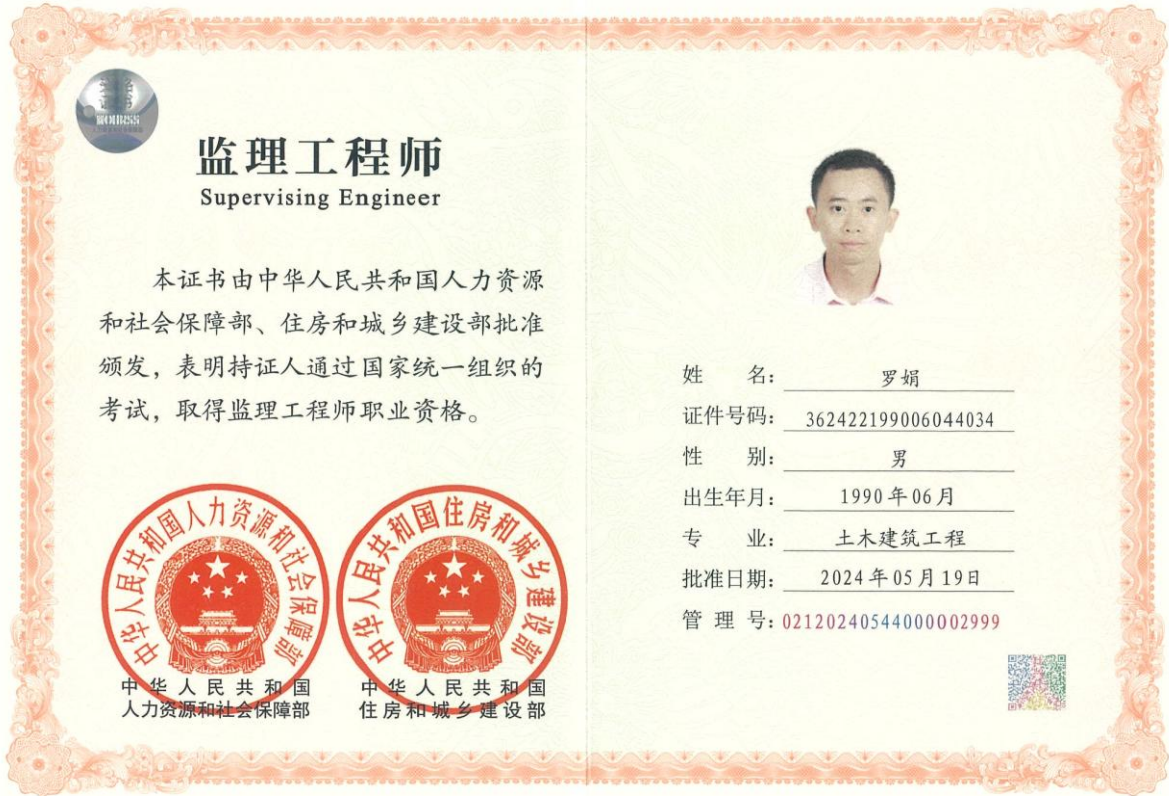 监理工程师
Supervising Engineer
本证书由中华人民共和国人力资源
和社会保障部、住房和城乡建设部批准
颁发，表明持证人通过国家统一组织的
考试，取得监理工程师职业资格。
中华人民共和国人力资源和社会保障部
中华人民共和国住房和城乡建设部
中华人民共和国
人力资源和社会保障部
中华人民共和国
住房和城乡建设部
姓 名：罗娟
证件号码：362422199006044034
性 别：男
出生年月：1990年06月
专 业：土木建筑工程
批准日期：2024年05月19日
管 理 号：02120240544000002999